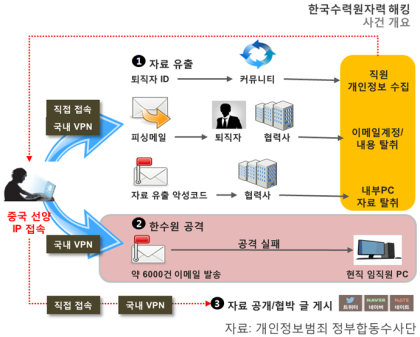 한국수력원자력 해킹
사건 개요
❶ 자료 유출
퇴직자 ID
커뮤니티
직원
개인정보 수집
직접 접속
국내 VPN
피싱메일
퇴직자
협력사
이메일계정/
내용 탈취
자료 유출 악성코드
협력사
내부PC
자료 탈취
중국 선양
IP 접속
❷ 한수원 공격
국내 VPN
공격 실패
약 6000건 이메일 발송
현직 임직원 PC
직접 접속
국내 VPN
❸ 자료 공개/협박 글 게시
트위터
NAVER
네이버
NATE
네이트
자료: 개인정보범죄 정부합동수사단